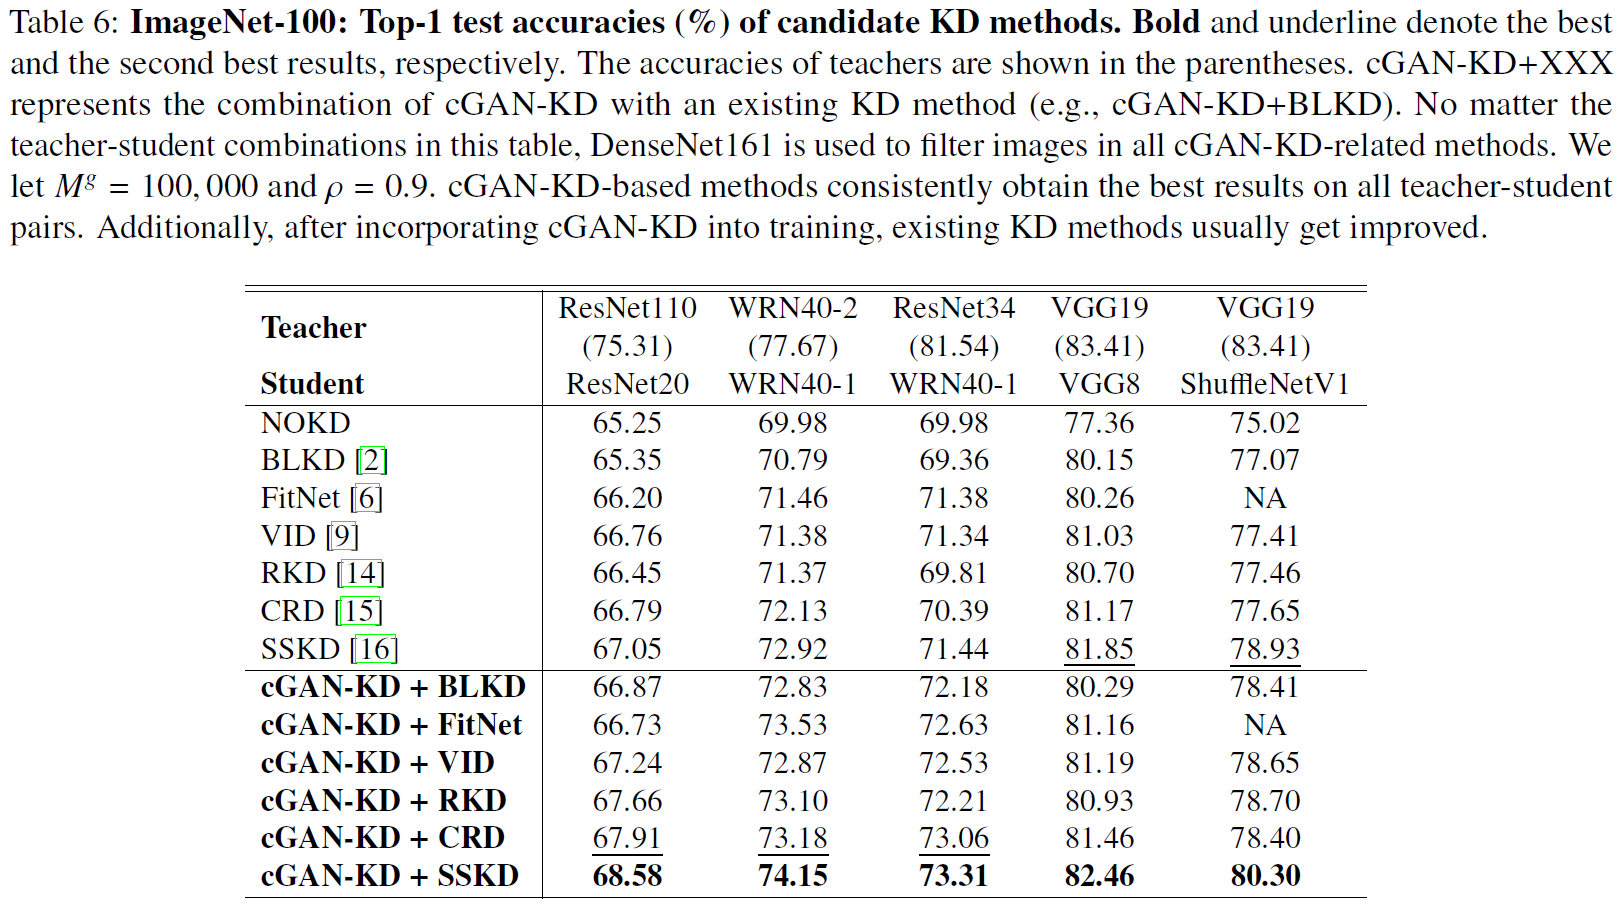 Table 6: ImageNet-100: Top-1 test accuracies (%) of candidate KD methods. Bold and underline denote the best
and the second best results, respectively. The accuracies of teachers are shown in the parentheses. cGAN-KD+XXX
represents the combination of cGAN-KD with an existing KD method (e.g., cGAN-KD+BLKD). No matter the
teacher-student combinations in this table, DenseNet161 is used to filter images in all cGAN-KD-related methods. We
let M^g = 100, 000 and ρ = 0.9. cGAN-KD-based methods consistently obtain the best results on all teacher-student
pairs. Additionally, after incorporating cGAN-KD into training, existing KD methods usually get improved.
Teacher ResNet110 WRN40-2 ResNet34 VGG19 VGG19
(75.31) (77.67) (81.54) (83.41) (83.41)
Student ResNet20 WRN40-1 WRN40-1 VGG8 ShuffleNetV1
NOKD 65.25 69.98 69.98 77.36 75.02
BLKD [2] 65.35 70.79 69.36 80.15 77.07
FitNet [6] 66.20 71.46 71.38 80.26 NA
VID [9] 66.76 71.38 71.34 81.03 77.41
RKD [14] 66.45 71.37 69.81 80.70 77.46
CRD [15] 66.79 72.13 70.39 81.17 77.65
SSKD [16] 67.05 72.92 71.44 81.85 78.93
cGAN-KD + BLKD 66.87 72.83 72.18 80.29 78.41
cGAN-KD + FitNet 66.73 73.53 72.63 81.16 NA
cGAN-KD + VID 67.24 72.87 72.53 81.19 78.65
cGAN-KD + RKD 67.66 73.10 72.21 80.93 78.70
cGAN-KD + CRD 67.91 73.18 73.06 81.46 78.40
cGAN-KD + SSKD 68.58 74.15 73.31 82.46 80.30